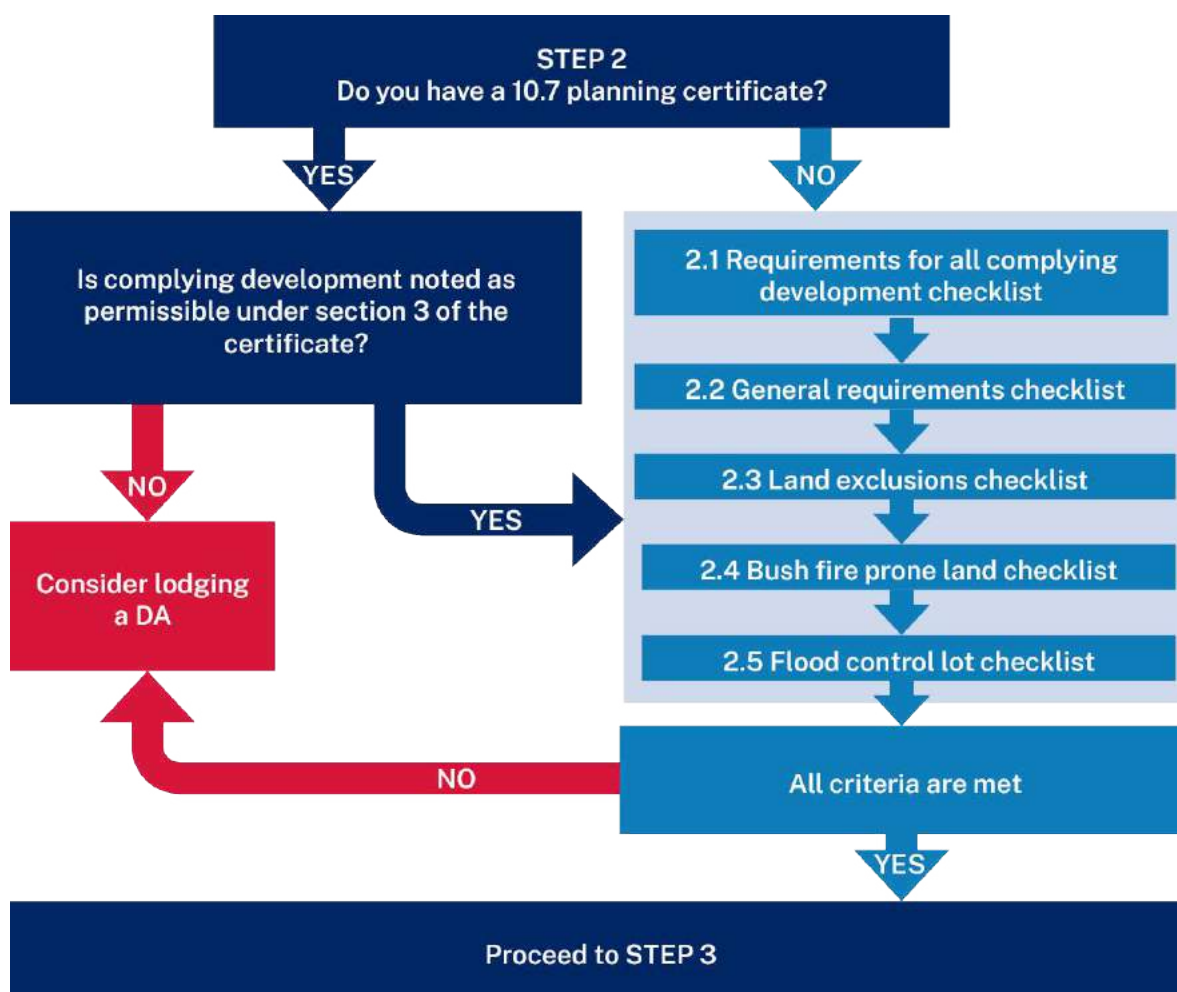 STEP 2
Do you have a 10.7 planning certificate?
YES
NO
Is complying development noted as
permissible under section 3 of the
certificate?
2.1 Requirements for all complying
development checklist
2.2 General requirements checklist
2.3 Land exclusions checklist
NO
YES
2.4 Bush fire prone land checklist
Consider lodging
a DA
2.5 Flood control lot checklist
NO
All criteria are met
YES
Proceed to STEP 3